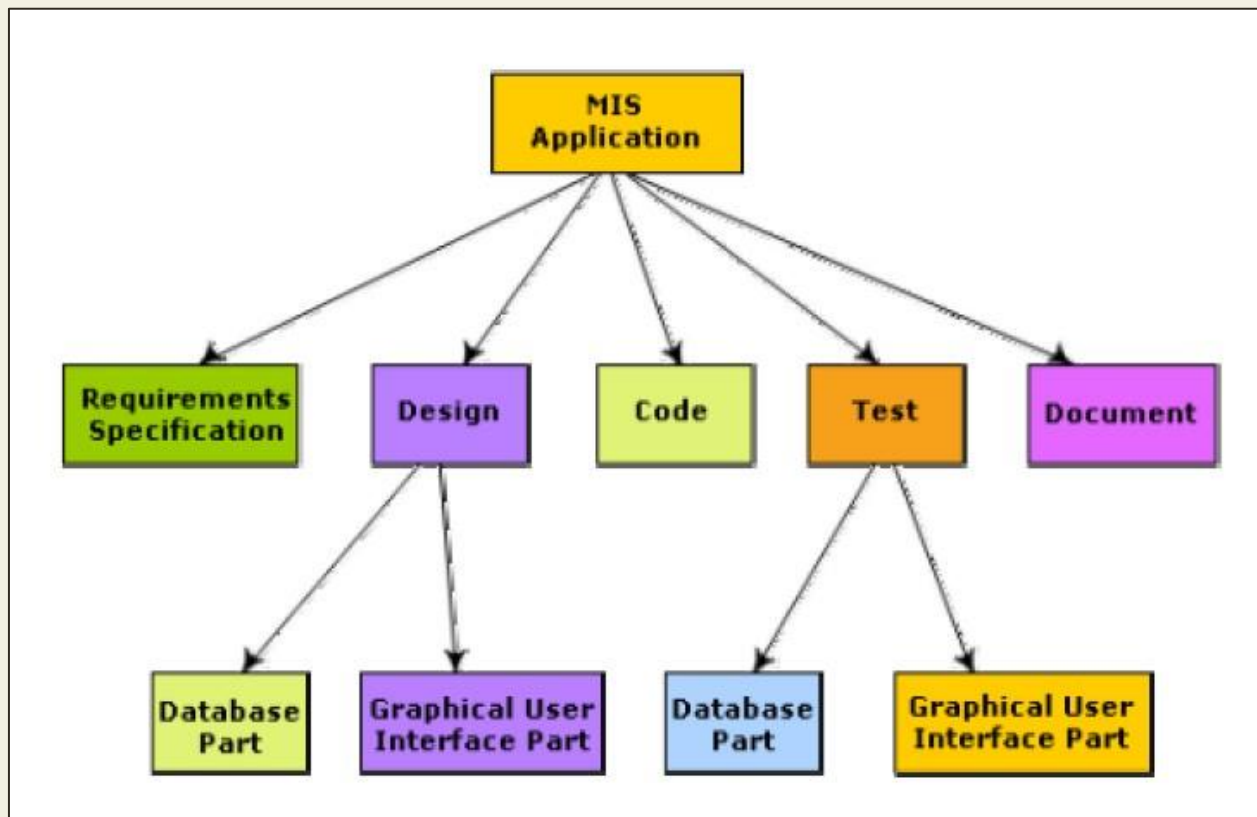 MIS
Application
Requirements
Specification
Design
Code
Test
Document
Database
Part
Graphical User
Interface Part
Database
Part
Graphical User
Interface Part